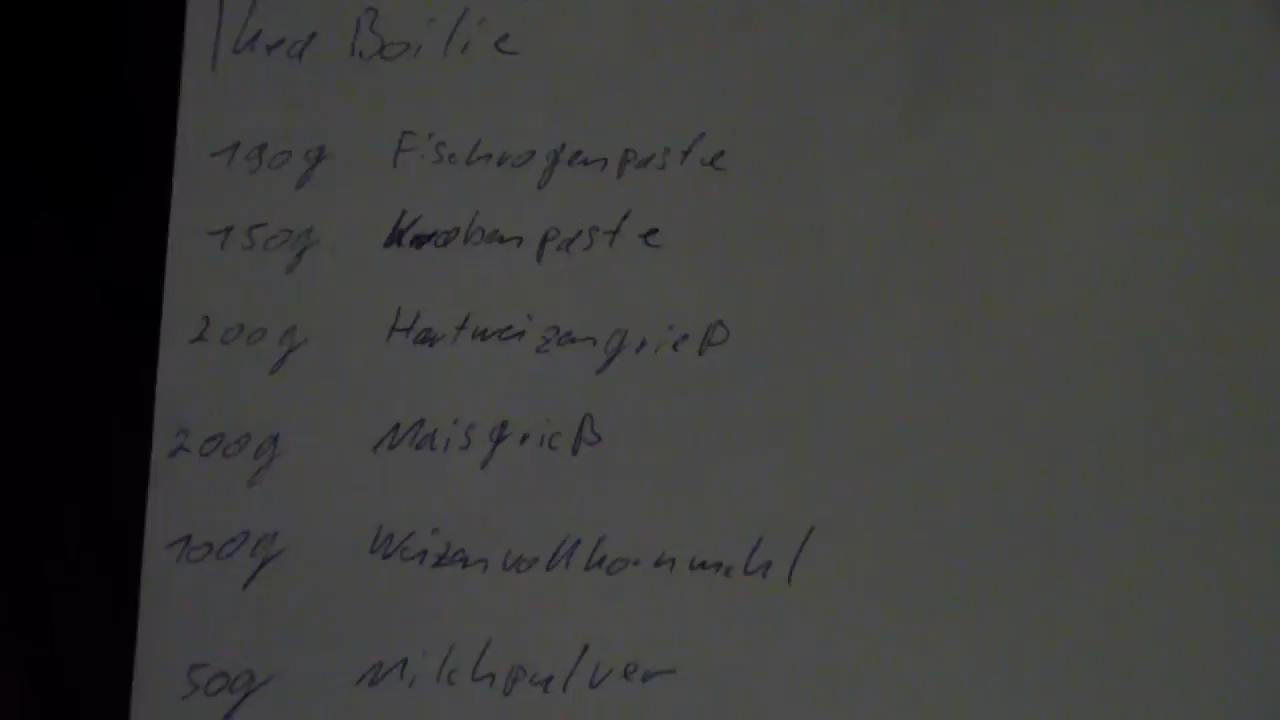 Boilie
190g Fischrogenpaste
150g Krabbenpaste
200g Hartweizengrieß
200g Maisgrieß
100g Weizenvollkornmehl
50g Milchpulver